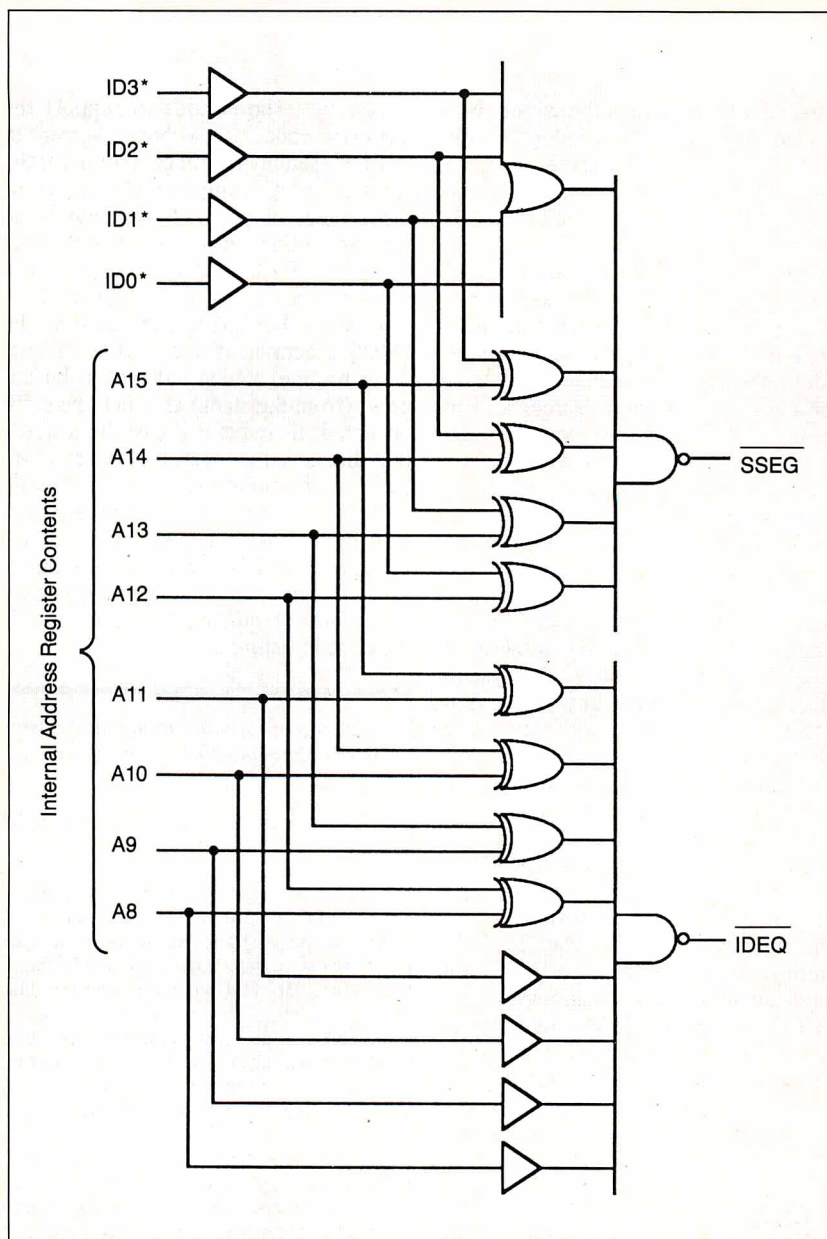 ID3*
ID2*
ID1*
ID0*
Internal Address Register Contents
A15
A14
A13
A12
A11
A10
A9
A8
SSEG
IDEQ